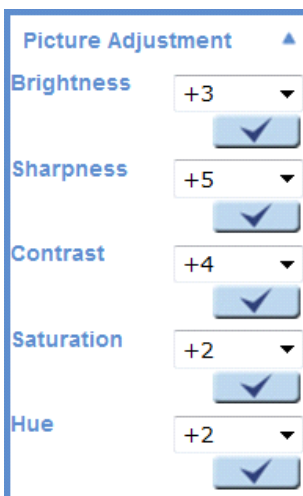 Picture Adjustment
Brightness
+3
Sharpness
+5
Contrast
+4
Saturation
+2
Hue
+2